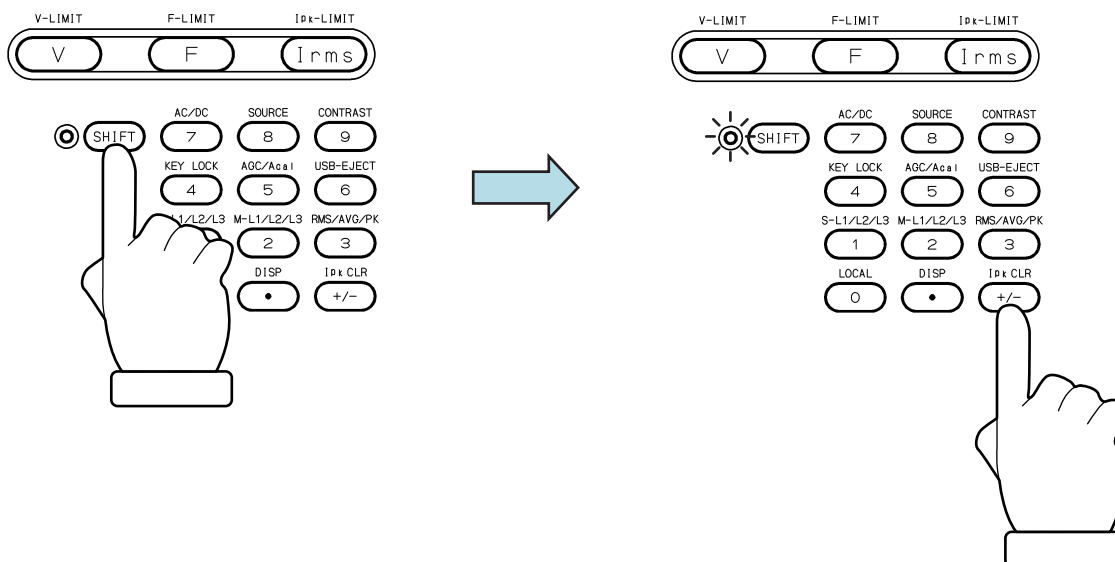 V-LIMIT F-LIMIT Ipk-LIMIT
V F Irms
AC/DC SOURCE CONTRAST
SHIFT 7 8 9
KEY LOCK AGC/Acal USB-EJECT
4 5 6
L1/L2/L3 M-L1/L2/L3 RMS/AVG/PK
2 3
DISP Ipk CLR
• +/-
V-LIMIT F-LIMIT Ipk-LIMIT
V F Irms
AC/DC SOURCE CONTRAST
SHIFT 7 8 9
KEY LOCK AGC/Acal USB-EJECT
4 5 6
S-L1/L2/L3 M-L1/L2/L3 RMS/AVG/PK
1 2 3
LOCAL DISP Ipk CLR
0 • +/-